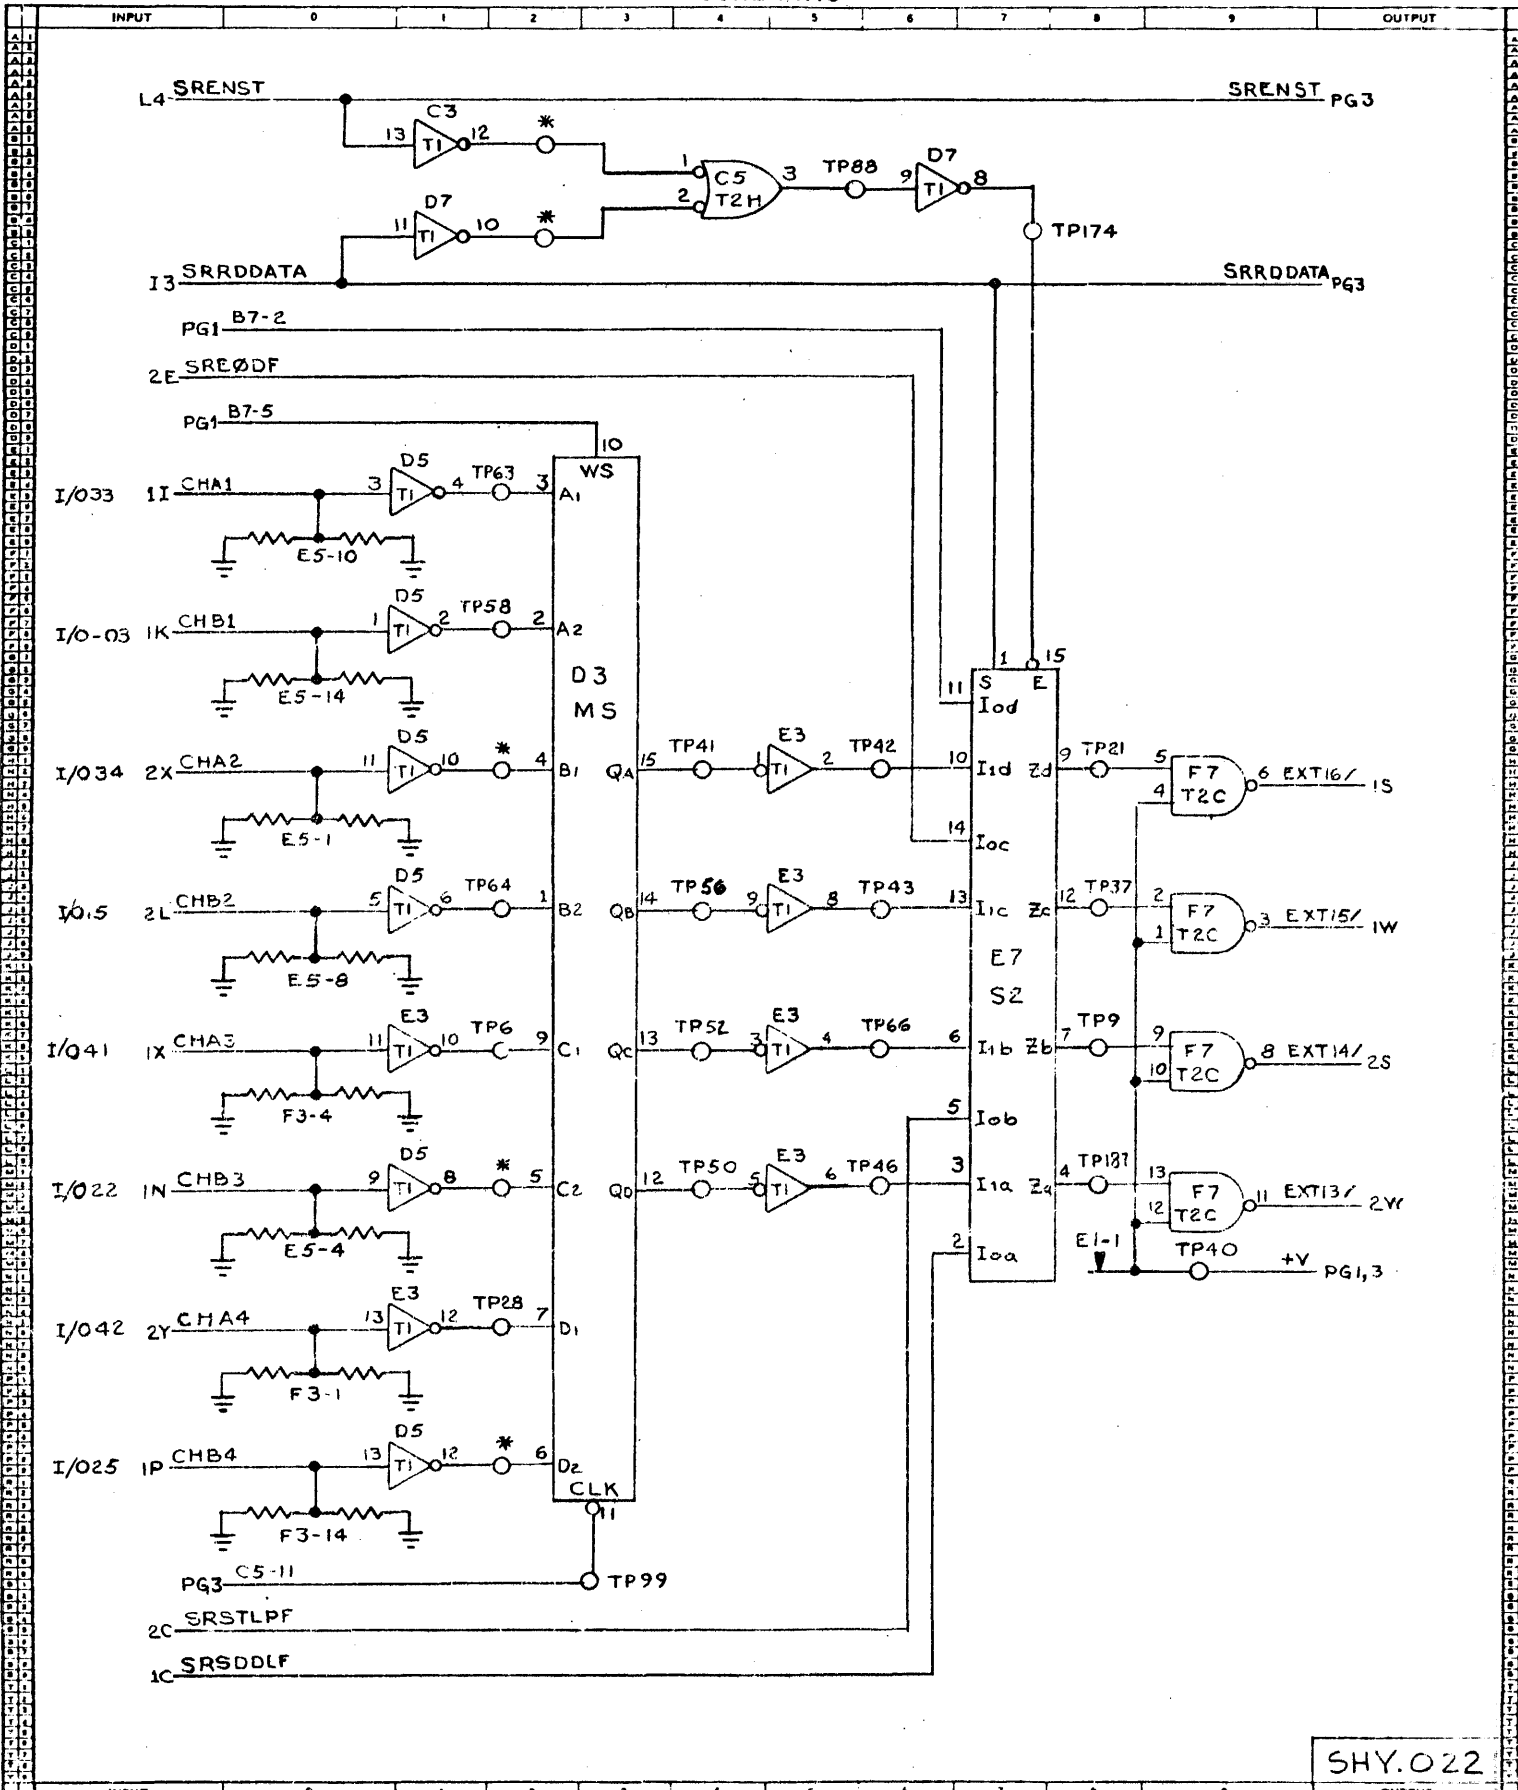 INPUT 0 1 2 3 4 5 6 7 8 9 OUTPUT
L4 SRENST SRENST PG3
C3
13 T1 12 *
1 C5 T2H 3 TP88 D7 9 T1 8
2
D7
11 T1 10 *
TP174
I3 SRRDDATA SRRDDATA PG3
PG1 B7-2
2E SREØDF
PG1 B7-5
10
WS
I/033 1I CHA1 3 D5 T1 4 TP63 3 A1
E5-10
I/0-03 1K CHB1 1 D5 T1 2 TP58 2 A2
E5-14
D3
MS
1 15
S E
11 I0d
I/034 2X CHA2 11 D5 T1 10 * 4 B1 QA 15 TP41 1 E3 T1 2 TP42 10 I1d Zd 9 TP21 5 F7 T2C 6 EXT16/ 1S
4
E5-1
14 I0c
I/015 2L CHB2 5 D5 T1 6 TP64 1 B2 QB 14 TP56 9 E3 T1 8 TP43 13 I1c Zc 12 TP37 2 F7 T2C 3 EXT15/ 1W
1
E5-8
E7
S2
I/041 1X CHA3 11 E3 T1 10 TP6 9 C1 QC 13 TP52 3 E3 T1 4 TP66 6 I1b Zb 7 TP9 9 F7 T2C 8 EXT14/ 2S
10
F3-4
5 I0b
I/022 1N CHB3 9 D5 T1 8 * 5 C2 QD 12 TP50 5 E3 T1 6 TP46 3 I1a Za 4 TP187 13 F7 T2C 11 EXT13/ 2W
12
E5-4
2 I0a
E1-1 TP40 +V PG1,3
I/042 2Y CHA4 13 E3 T1 12 TP28 7 D1
F3-1
I/025 1P CHB4 13 D5 T1 12 * 6 D2
CLK
11
F3-14
PG3 C5-11 TP99
2C SRSTLPF
1C SRSDDLF
SHY.022